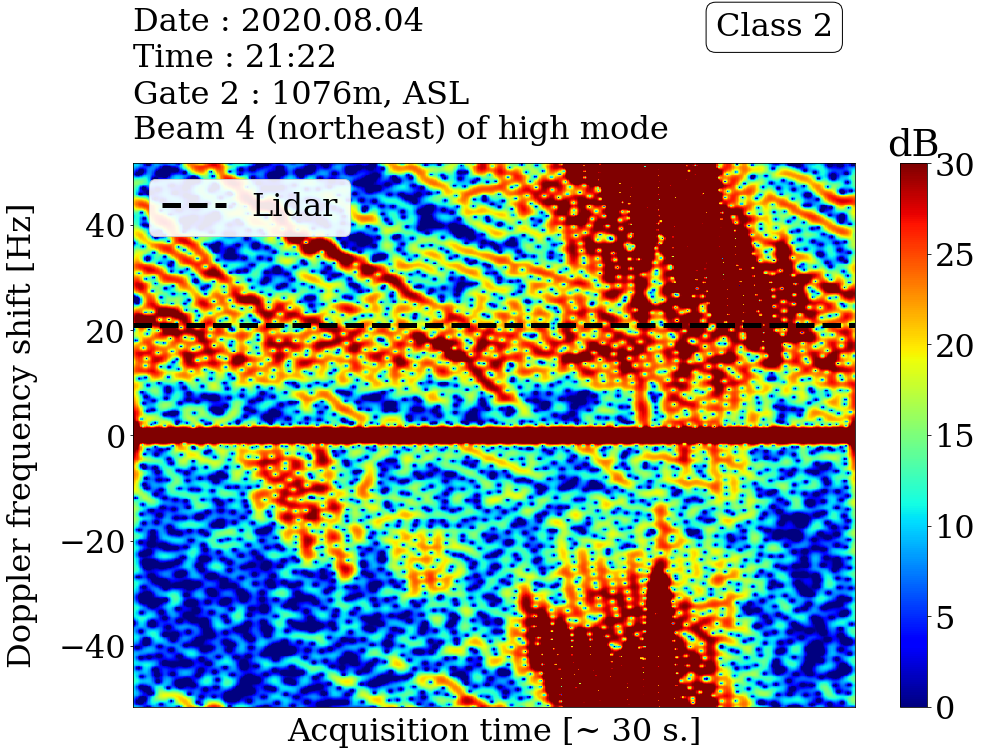 Date : 2020.08.04
Time : 21:22
Gate 2 : 1076m, ASL
Beam 4 (northeast) of high mode
Class 2
dB
Lidar
Doppler frequency shift [Hz]
40
20
0
−20
−40
30
25
20
15
10
5
0
Acquisition time [~ 30 s.]